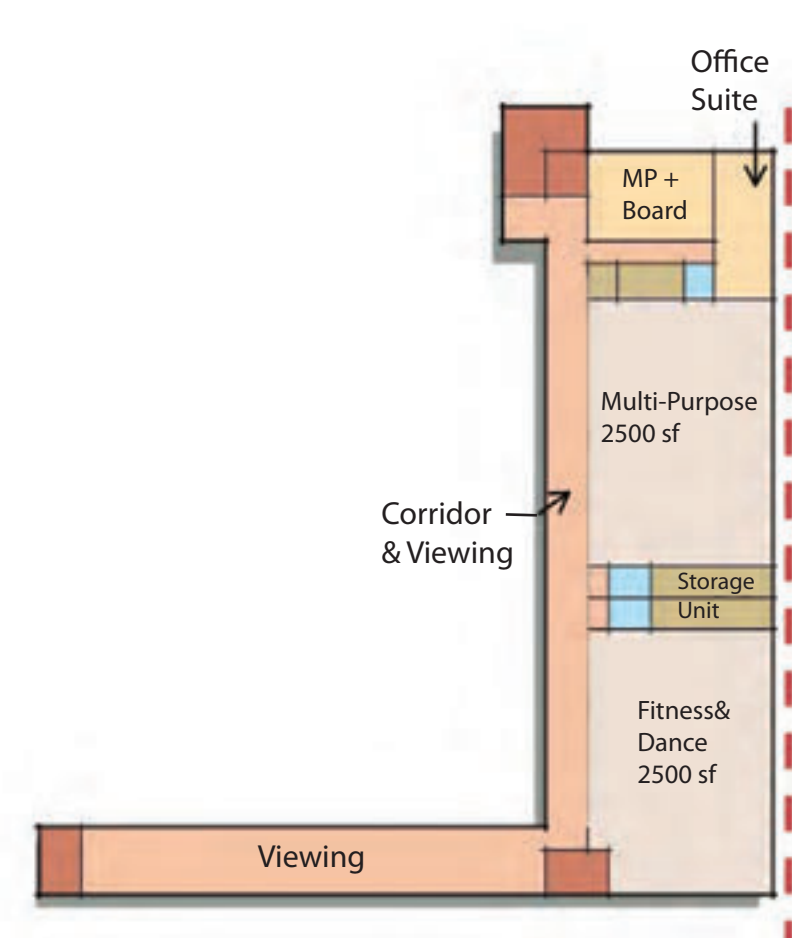 Office
Suite
MP +
Board
Multi-Purpose
2500 sf
Corridor
& Viewing
Storage
Unit
Fitness&
Dance
2500 sf
Viewing